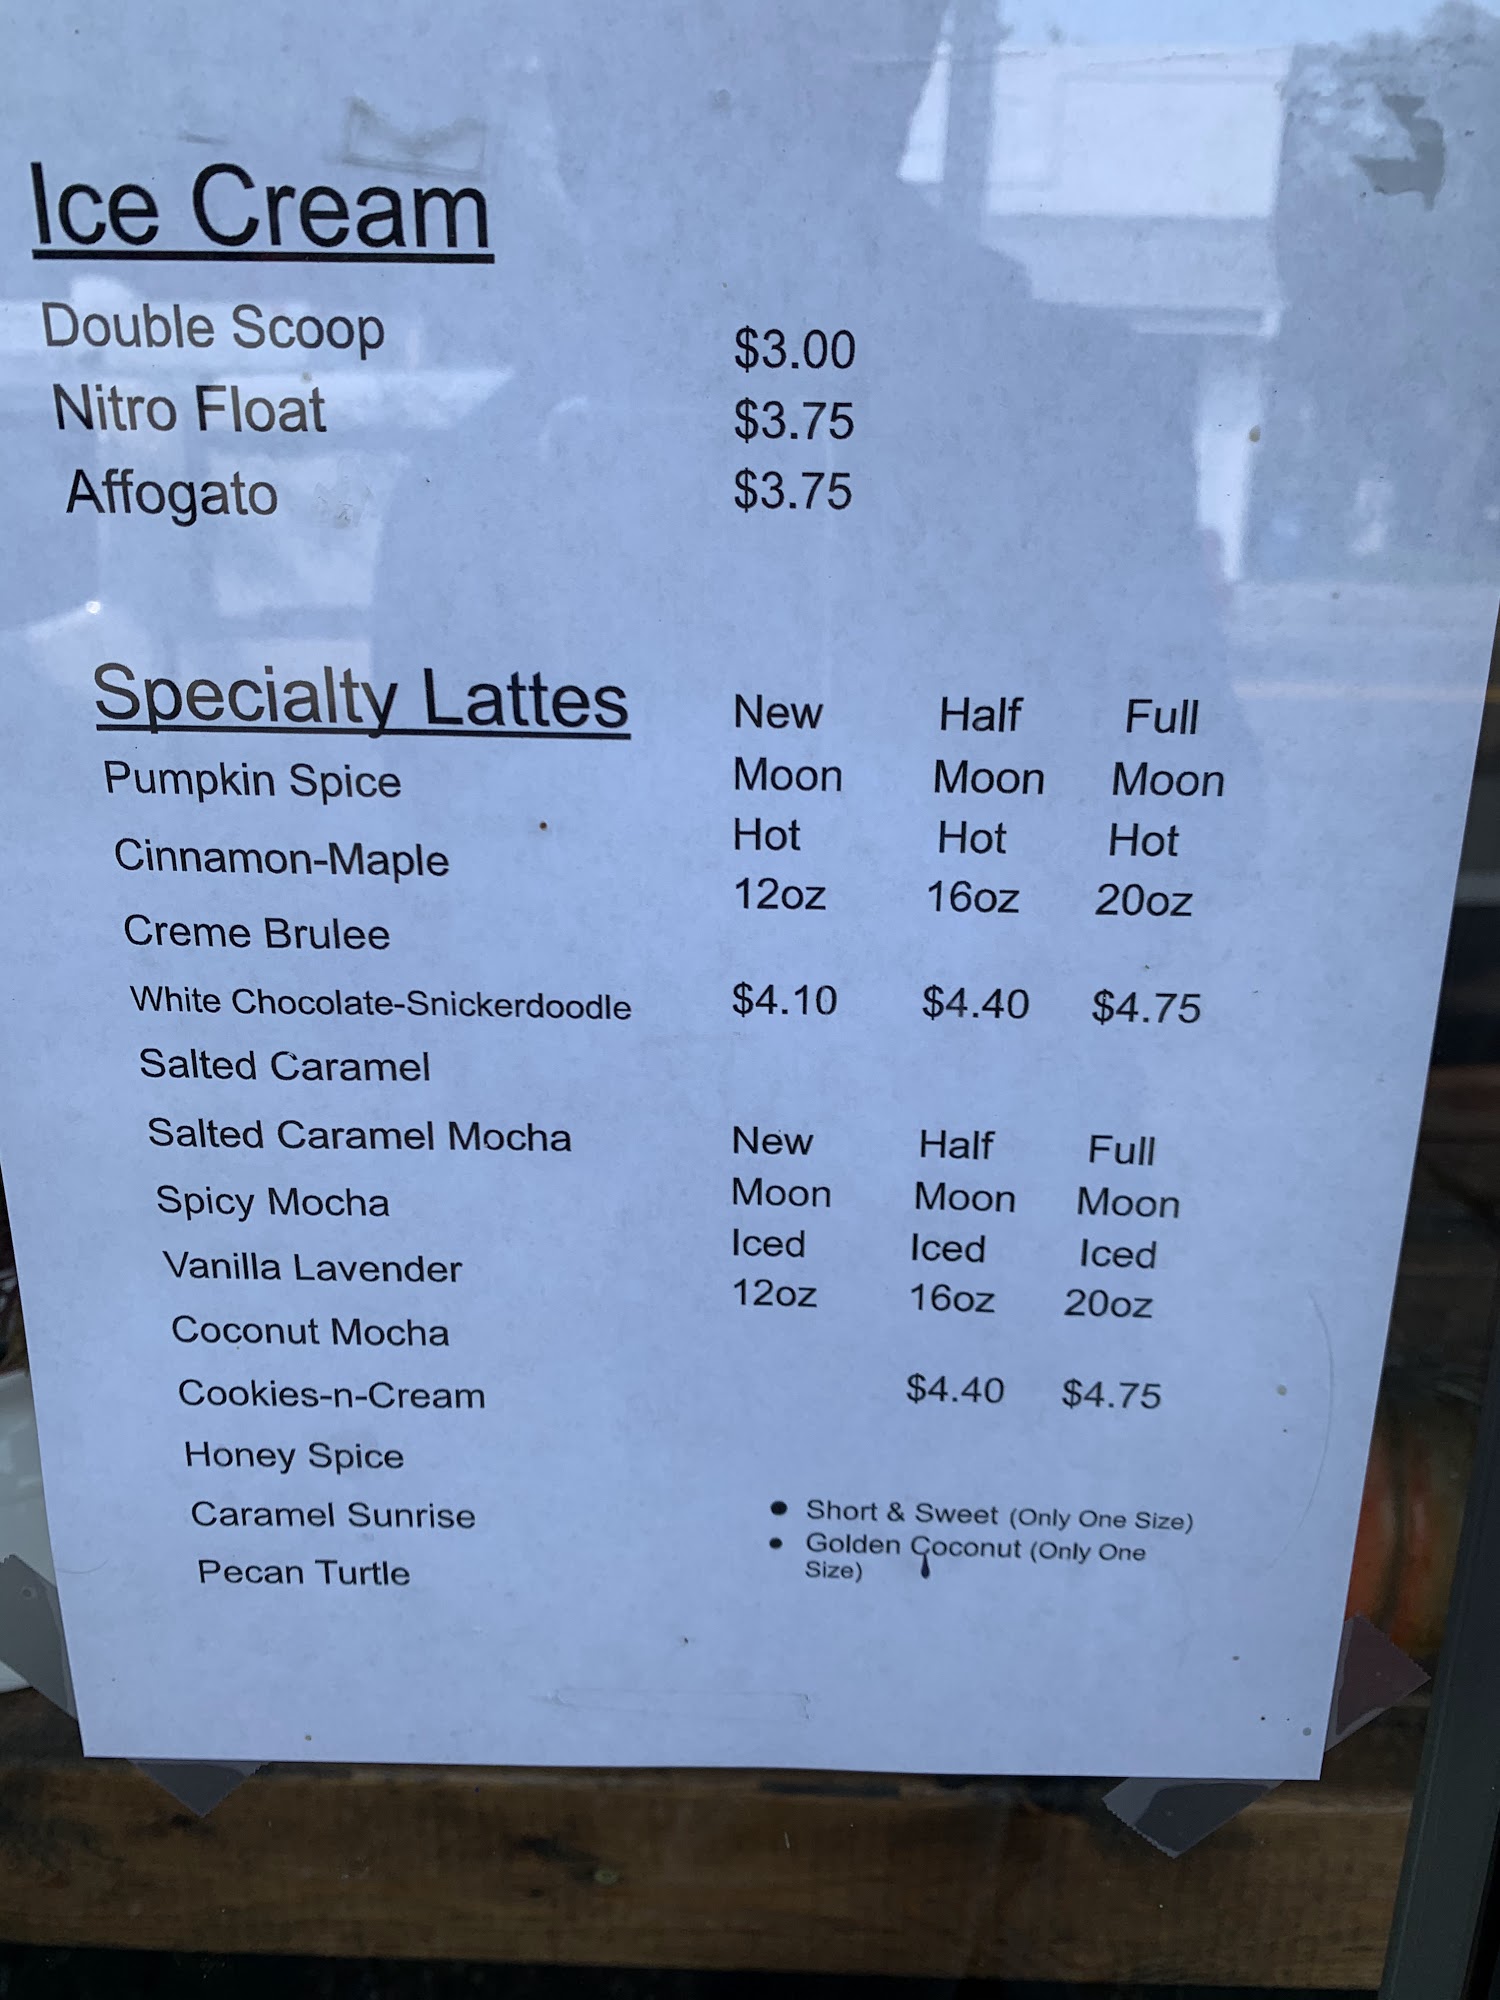 Ice Cream
Double Scoop $3.00
Nitro Float $3.75
Affogato $3.75
Specialty Lattes
Pumpkin Spice
Cinnamon-Maple
Creme Brulee
White Chocolate-Snickerdoodle
Salted Caramel
Salted Caramel Mocha
Spicy Mocha
Vanilla Lavender
Coconut Mocha
Cookies-n-Cream
Honey Spice
Caramel Sunrise
Pecan Turtle
New Half Full
Moon Moon Moon
Hot Hot Hot
12oz 16oz 20oz
$4.10 $4.40 $4.75
New Half Full
Moon Moon Moon
Iced Iced Iced
12oz 16oz 20oz
$4.40 $4.75
● Short & Sweet (Only One Size)
● Golden Coconut (Only One
Size)